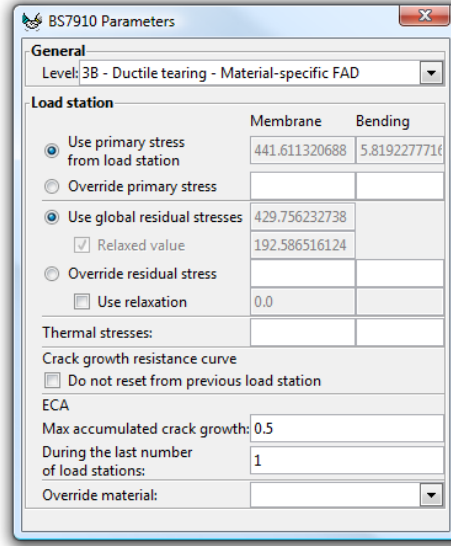 BS7910 Parameters
General
Level: 3B - Ductile tearing - Material-specific FAD
Load station
Membrane Bending
Use primary stress
from load station
441.611320688 5.8192277716
Override primary stress
Use global residual stresses 429.756232738
Relaxed value 192.586516124
Override residual stress
Use relaxation 0.0
Thermal stresses:
Crack growth resistance curve
Do not reset from previous load station
ECA
Max accumulated crack growth: 0.5
During the last number
of load stations:
1
Override material: